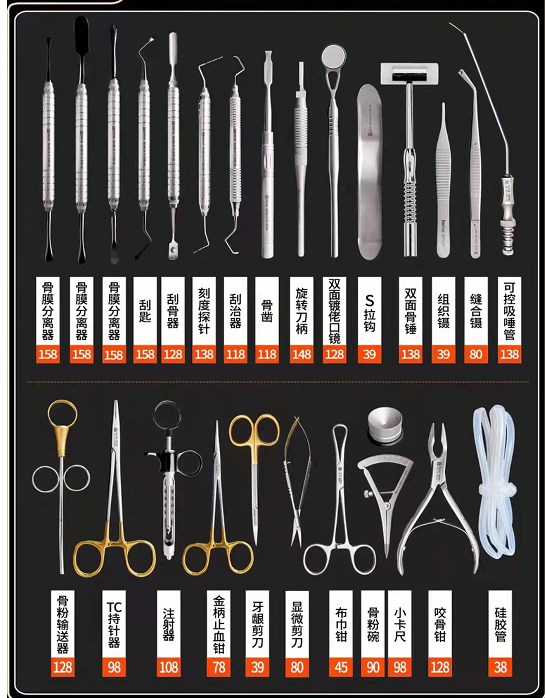 骨膜分离器
158
骨膜分离器
158
骨膜分离器
158
刮匙
158
刮骨器
128
刻度探针
138
刮治器
118
骨凿
118
旋转刀柄
148
双面镀佬口镜
128
S拉钩
39
双面骨锤
138
组织镊
39
缝合镊
80
可控吸唾管
138
骨粉输送器
128
TC持针器
98
注射器
108
金柄止血钳
78
牙龈剪刀
39
显微剪刀
80
布巾钳
45
骨粉碗
90
小卡尺
98
咬骨钳
128
硅胶管
38